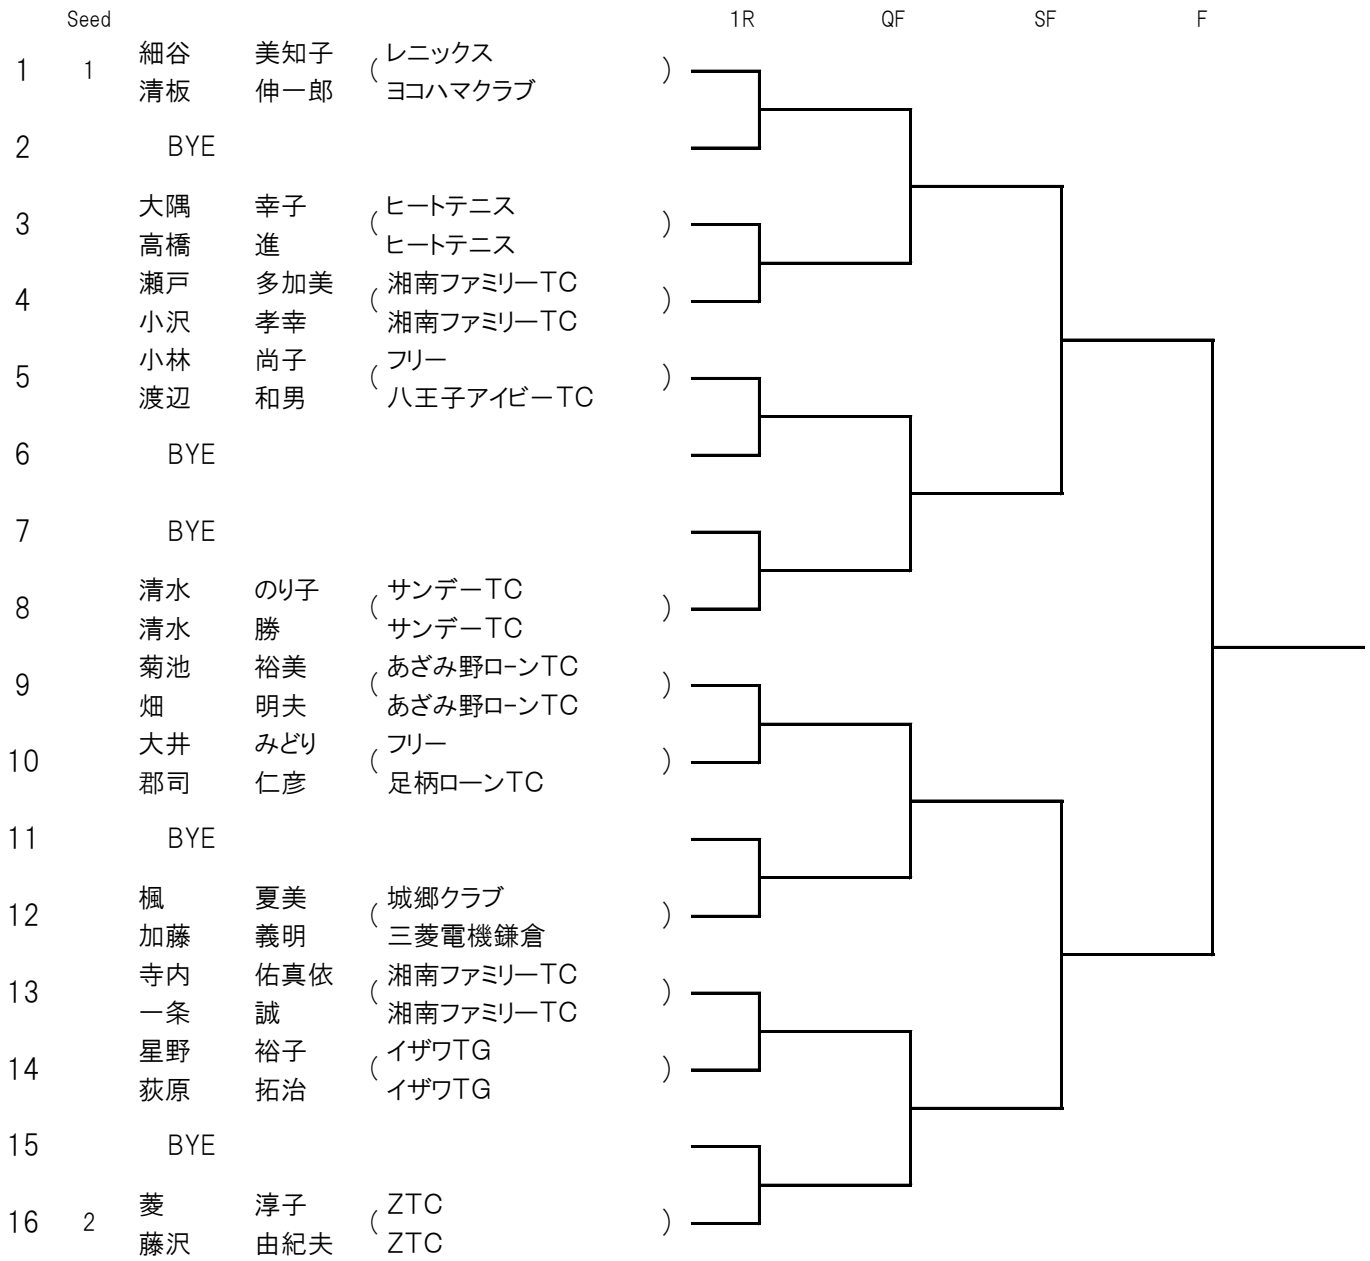 Seed 1R QF SF F
細谷 美知子 レニックス
1 1 ( )
清板 伸一郎 ヨコハマクラブ
2 BYE
大隅 幸子 ヒートテニス
3 ( )
高橋 進 ヒートテニス
瀬戸 多加美 湘南ファミリーTC
4 ( )
小沢 孝幸 湘南ファミリーTC
小林 尚子 フリー
5 ( )
渡辺 和男 八王子アイビーTC
6 BYE
7 BYE
清水 のり子 サンデーTC
8 ( )
清水 勝 サンデーTC
菊池 裕美 あざみ野ローンTC
9 ( )
畑 明夫 あざみ野ローンTC
大井 みどり フリー
10 ( )
郡司 仁彦 足柄ローンTC
11 BYE
楓 夏美 城郷クラブ
12 ( )
加藤 義明 三菱電機鎌倉
寺内 佑真依 湘南ファミリーTC
13 ( )
一条 誠 湘南ファミリーTC
星野 裕子 イザワTG
14 ( )
荻原 拓治 イザワTG
15 BYE
菱 淳子 ZTC
16 2 ( )
藤沢 由紀夫 ZTC